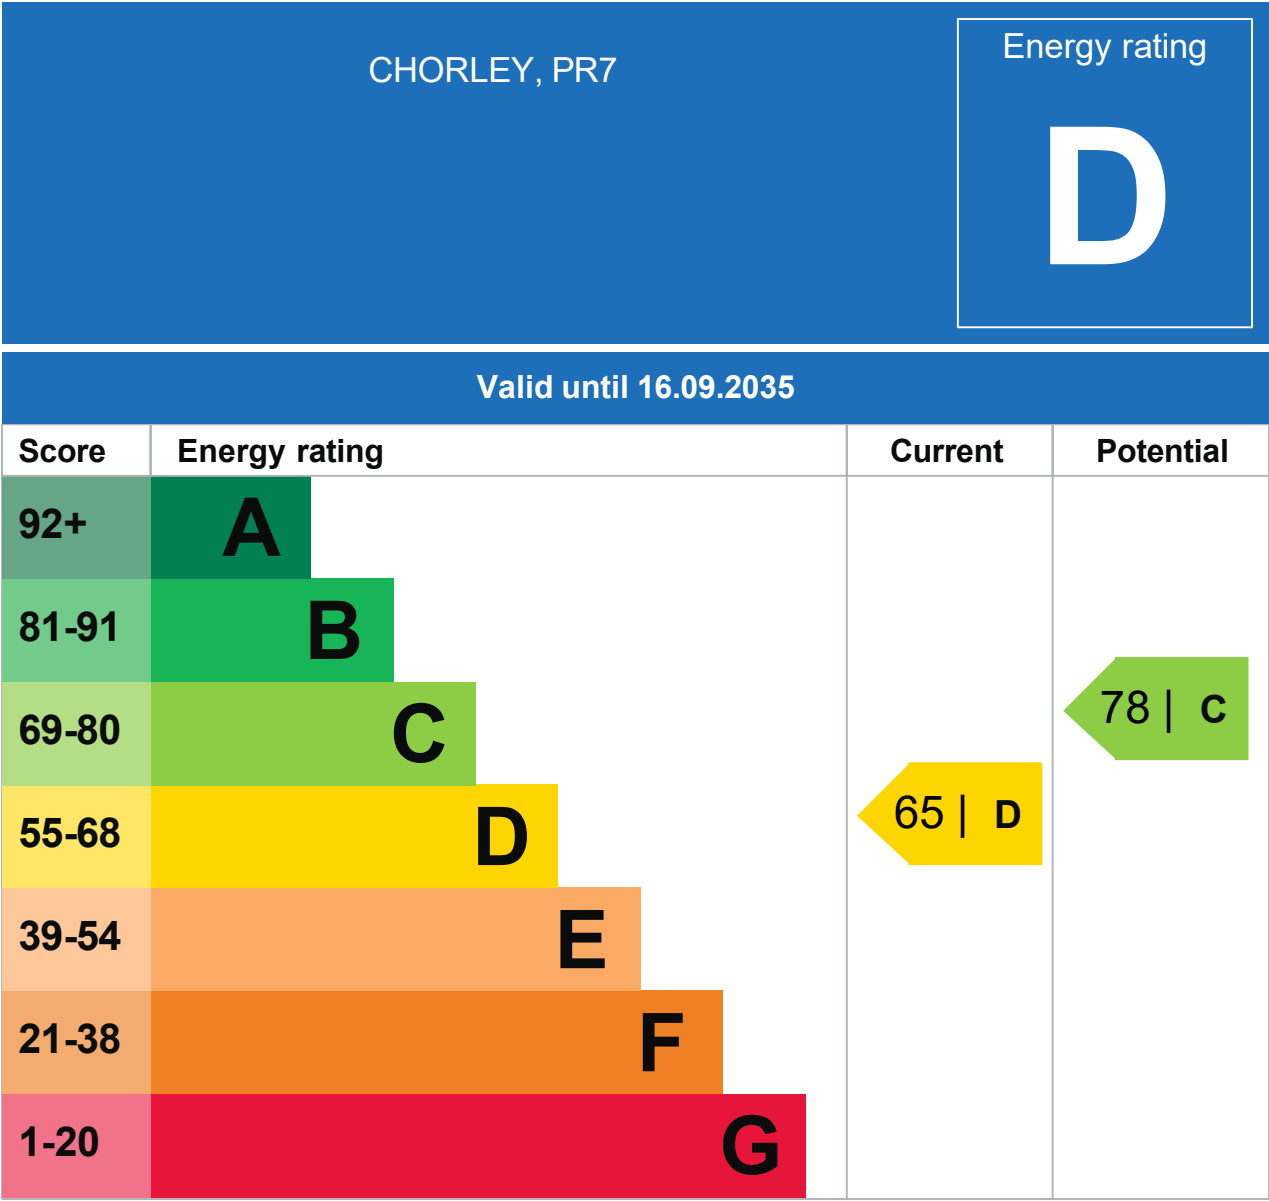 CHORLEY, PR7
Energy rating
D
Valid until 16.09.2035
Score Energy rating Current Potential
92+ A
81-91 B
69-80 C
78 | C
55-68 D
65 | D
39-54 E
21-38 F
1-20 G